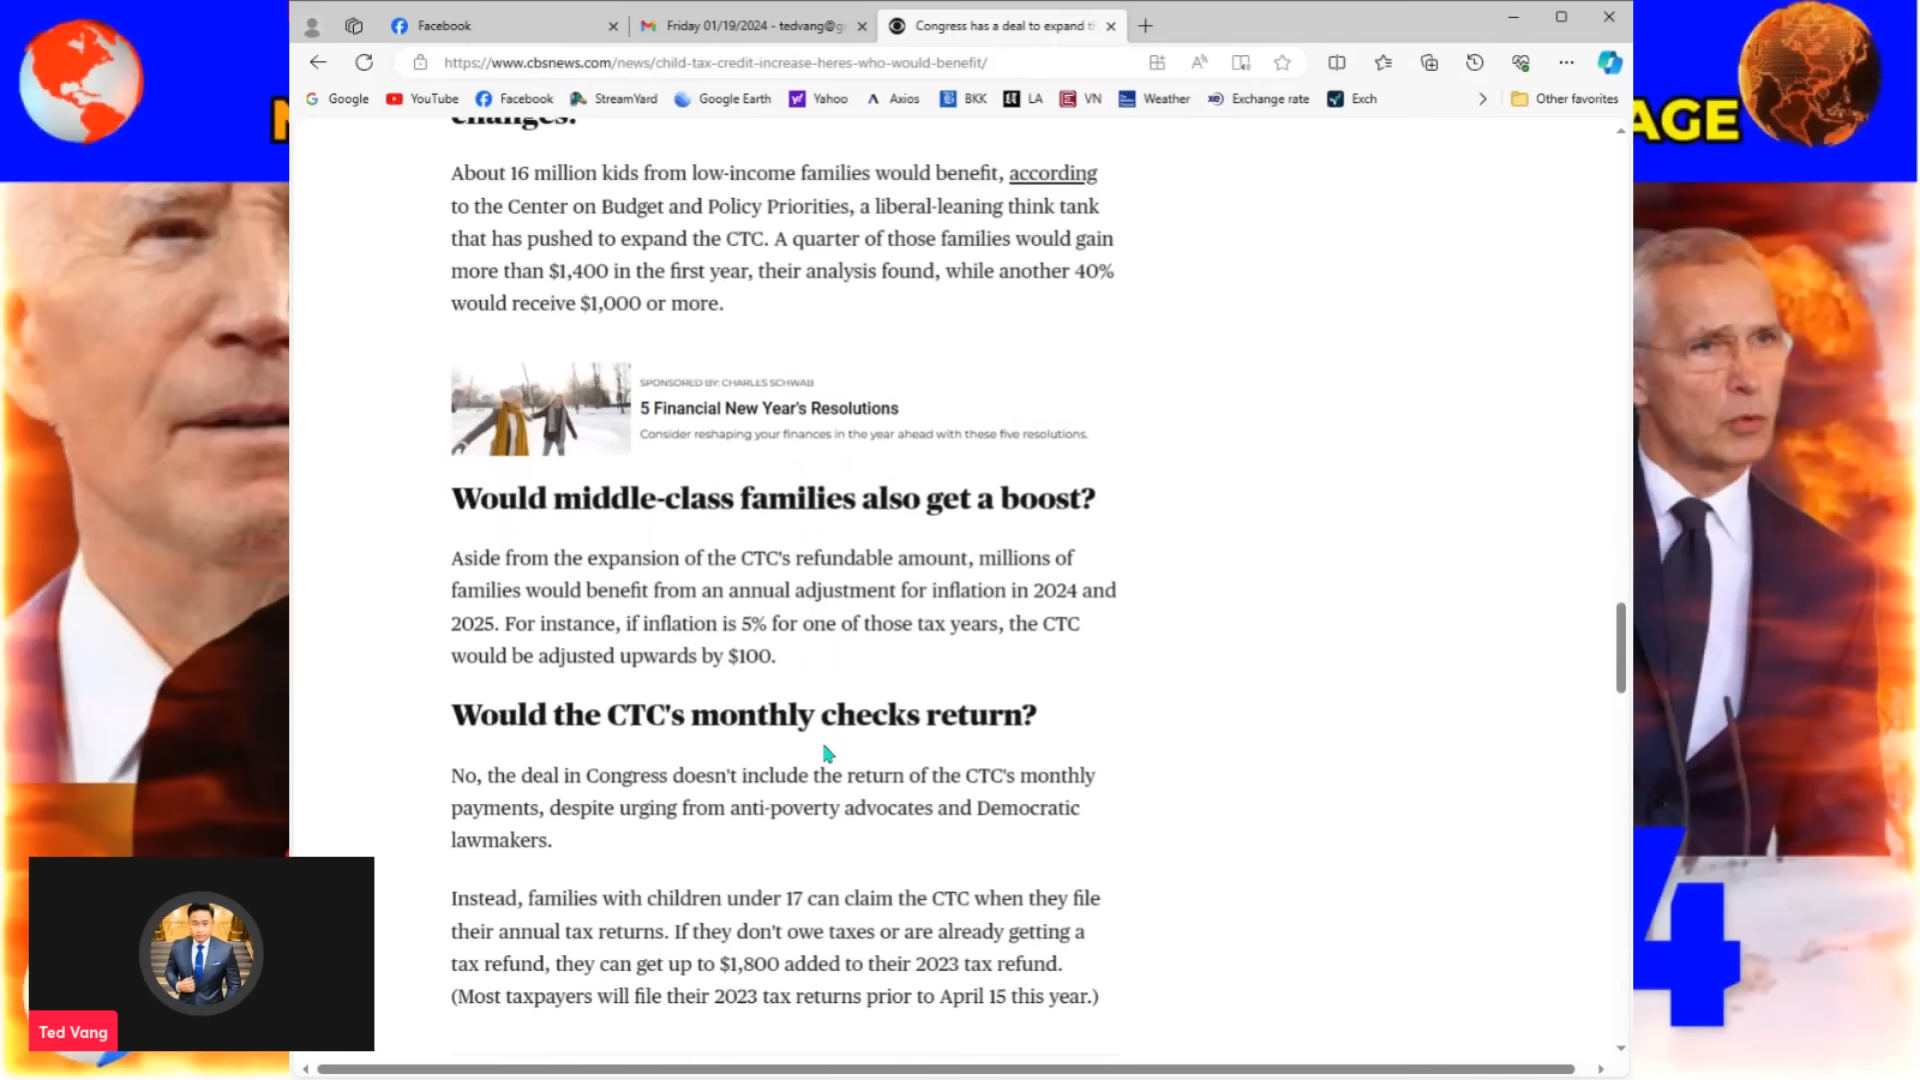 Facebook
Friday 01/19/2024 - tedvang@g
Congress has a deal to expand th
https://www.cbsnews.com/news/child-tax-credit-increase-heres-who-would-benefit/
Google YouTube Facebook StreamYard Google Earth Yahoo Axios BKK LA VN Weather Exchange rate Exch Other favorites
AGE
changes?
About 16 million kids from low-income families would benefit, according
to the Center on Budget and Policy Priorities, a liberal-leaning think tank
that has pushed to expand the CTC. A quarter of those families would gain
more than $1,400 in the first year, their analysis found, while another 40%
would receive $1,000 or more.
SPONSORED BY: CHARLES SCHWAB
5 Financial New Year's Resolutions
Consider reshaping your finances in the year ahead with these five resolutions.
Would middle-class families also get a boost?
Aside from the expansion of the CTC's refundable amount, millions of
families would benefit from an annual adjustment for inflation in 2024 and
2025. For instance, if inflation is 5% for one of those tax years, the CTC
would be adjusted upwards by $100.
Would the CTC's monthly checks return?
No, the deal in Congress doesn't include the return of the CTC's monthly
payments, despite urging from anti-poverty advocates and Democratic
lawmakers.
Instead, families with children under 17 can claim the CTC when they file
their annual tax returns. If they don't owe taxes or are already getting a
tax refund, they can get up to $1,800 added to their 2023 tax refund.
(Most taxpayers will file their 2023 tax returns prior to April 15 this year.)
4
Ted Vang